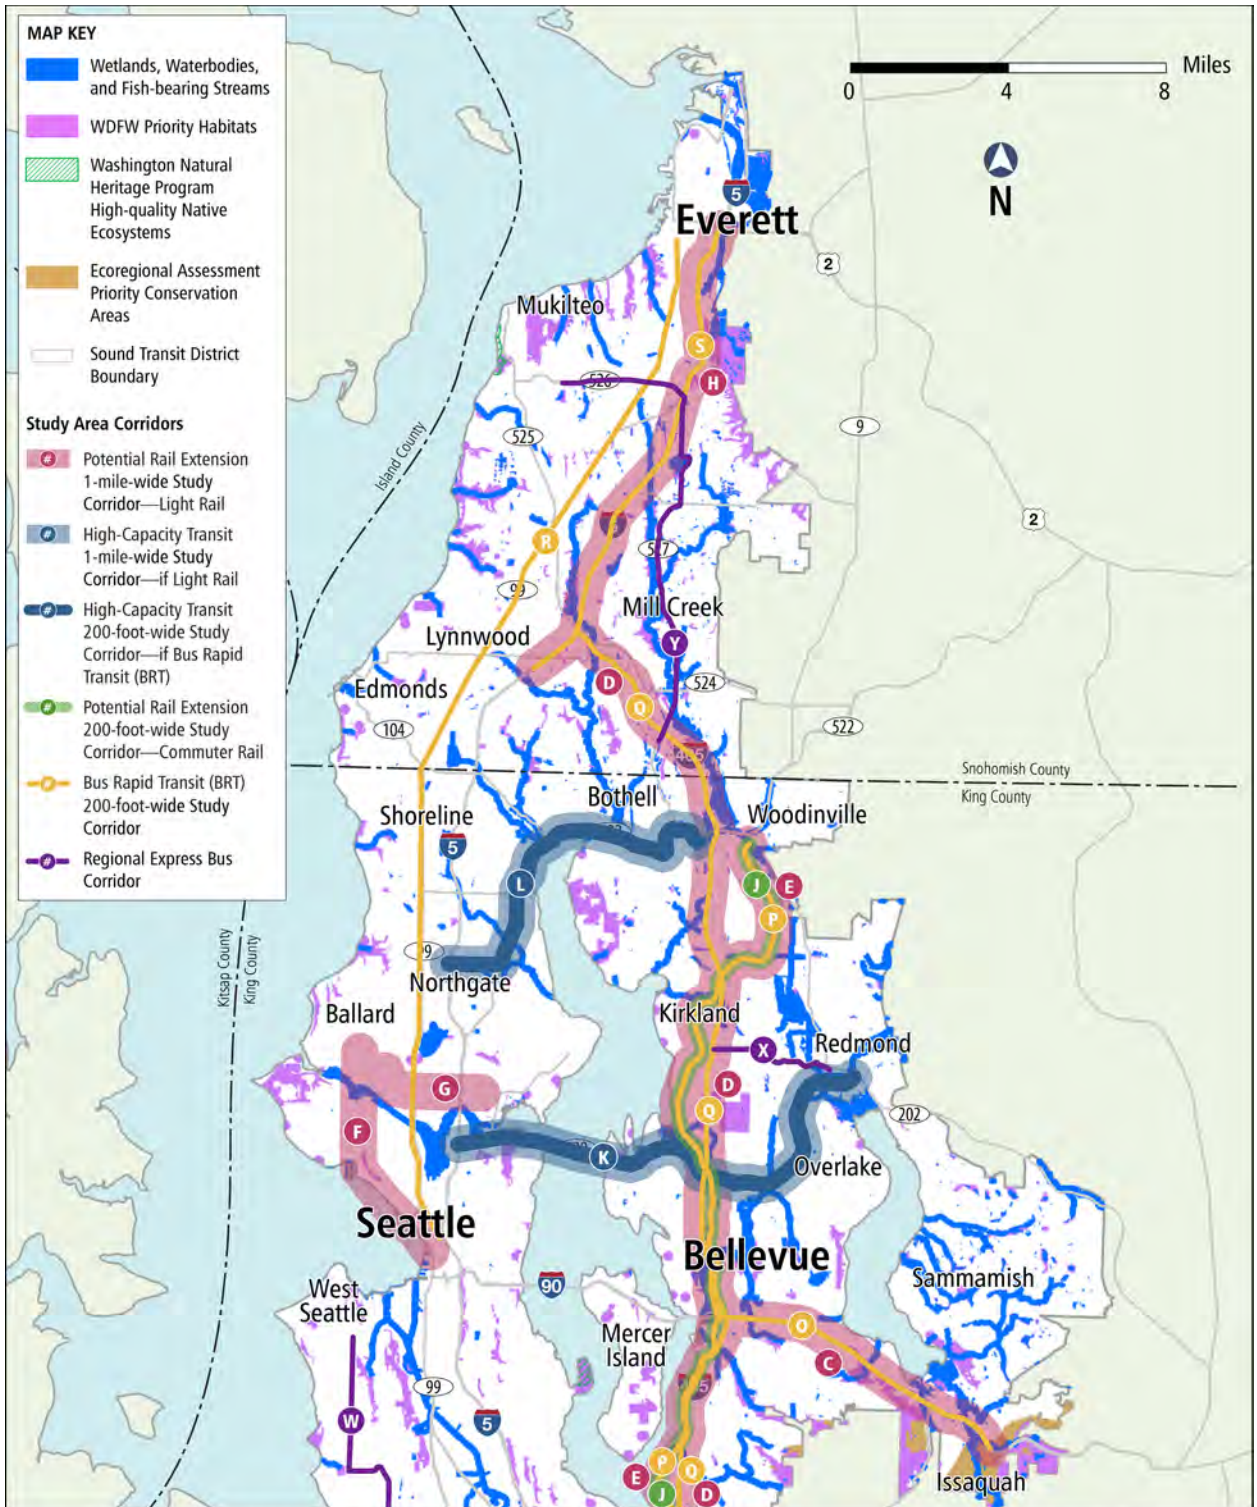 MAP KEY
Wetlands, Waterbodies,
and Fish-bearing Streams
WDFW Priority Habitats
Washington Natural
Heritage Program
High-quality Native
Ecosystems
Ecoregional Assessment
Priority Conservation
Areas
Sound Transit District
Boundary
Study Area Corridors
#
Potential Rail Extension
1-mile-wide Study
Corridor—Light Rail
#
High-Capacity Transit
1-mile-wide Study
Corridor—if Light Rail
#
High-Capacity Transit
200-foot-wide Study
Corridor—if Bus Rapid
Transit (BRT)
#
Potential Rail Extension
200-foot-wide Study
Corridor—Commuter Rail
#
Bus Rapid Transit (BRT)
200-foot-wide Study
Corridor
#
Regional Express Bus
Corridor
Miles
0 4 8
N
5
Everett
2
Mukilteo
S
H
526
9
525
Island County
2
R
527
99
Mill Creek
Lynnwood
Y
D
524
Edmonds
Q
104
522
Snohomish County
King County
Bothell
Shoreline
Woodinville
5
L
J
E
P
99
Northgate
Kitsap County
King County
Ballard
Kirkland
X
Redmond
D
G
Q
202
F
K
Overlake
Seattle
Bellevue
Sammamish
90
West
Seattle
O
Mercer
Island
C
99
W
5
P
Q
E
J
D
Issaquah